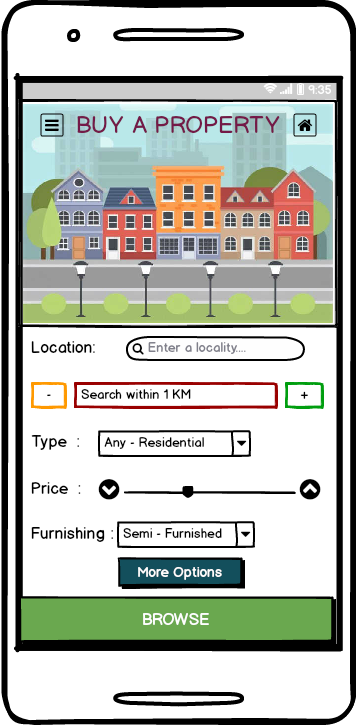 9:35
BUY A PROPERTY
Location: Enter a locality....
- Search within 1 KM +
Type : Any - Residential
Price :
Furnishing : Semi - Furnished
More Options
BROWSE